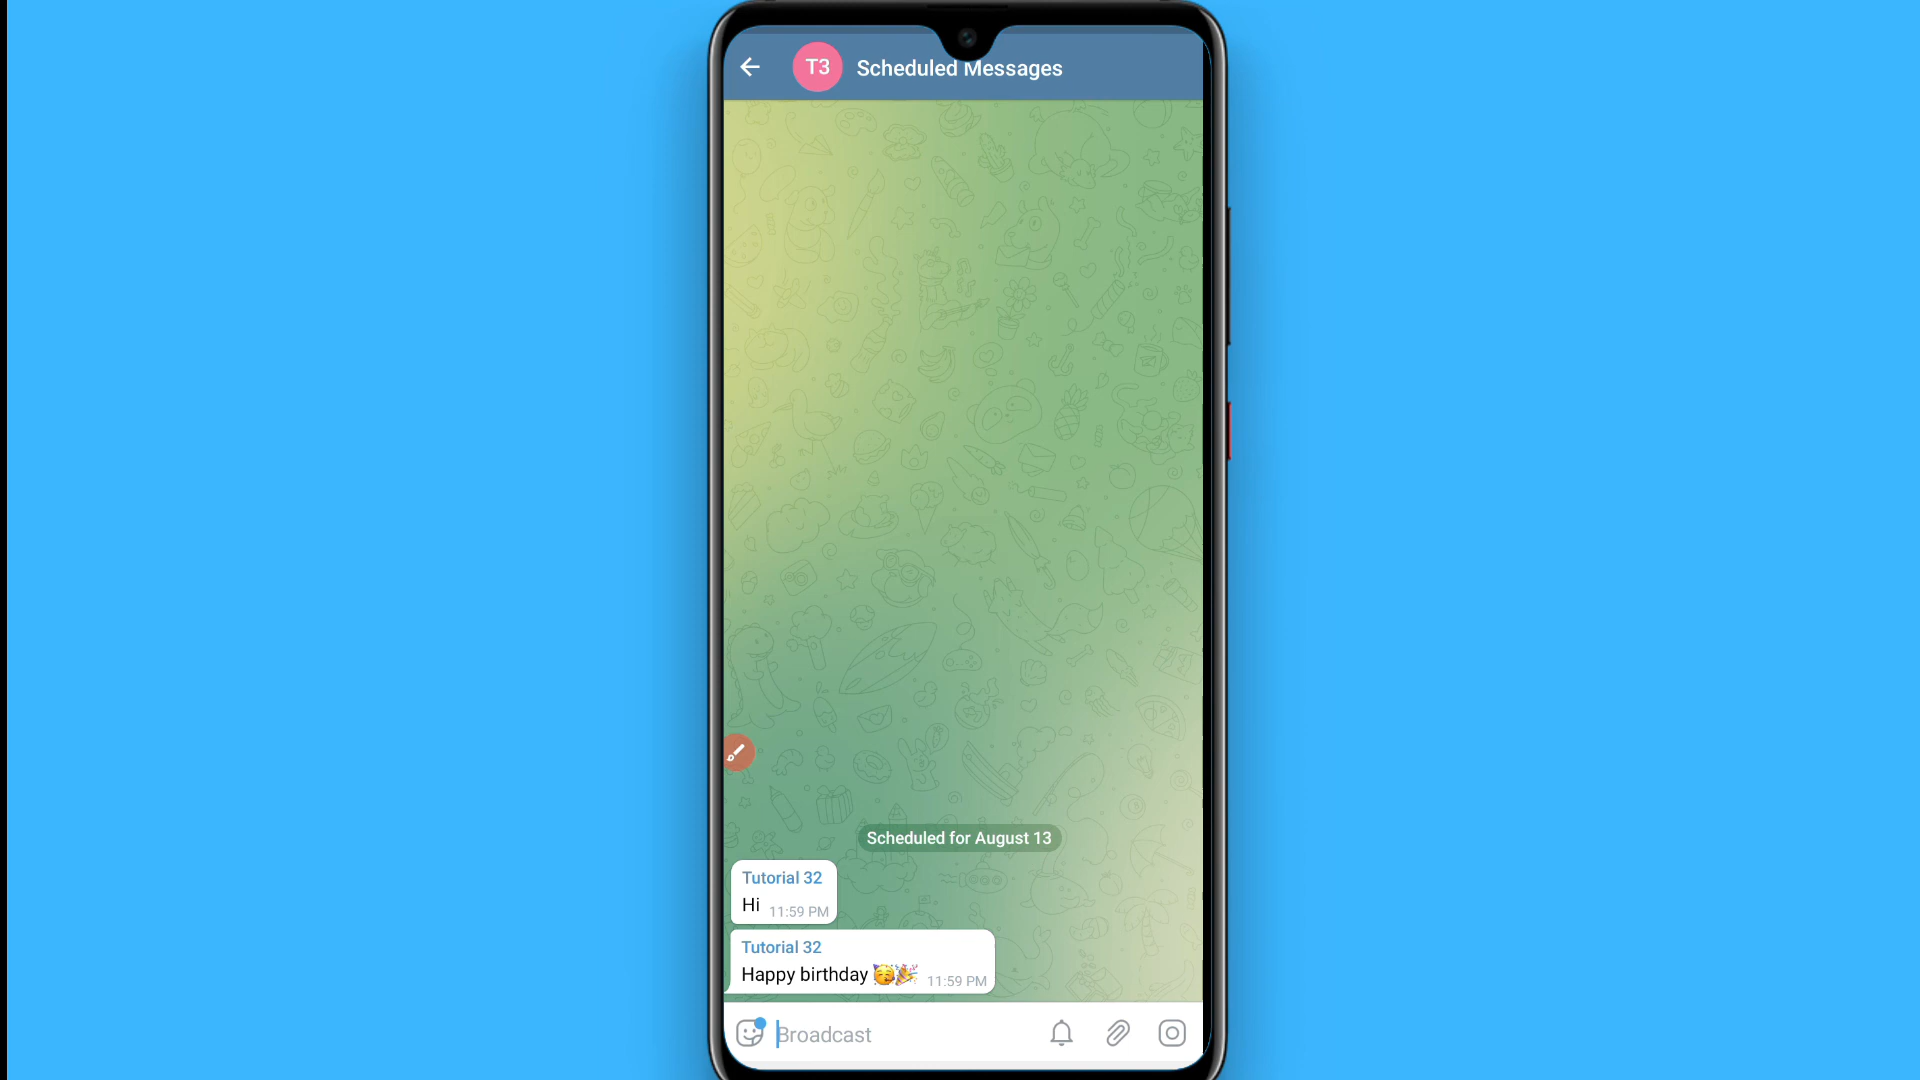 T3 Scheduled Messages
Scheduled for August 13
Tutorial 32
Hi 11:59 PM
Tutorial 32
Happy birthday 🥳🎉 11:59 PM
Broadcast